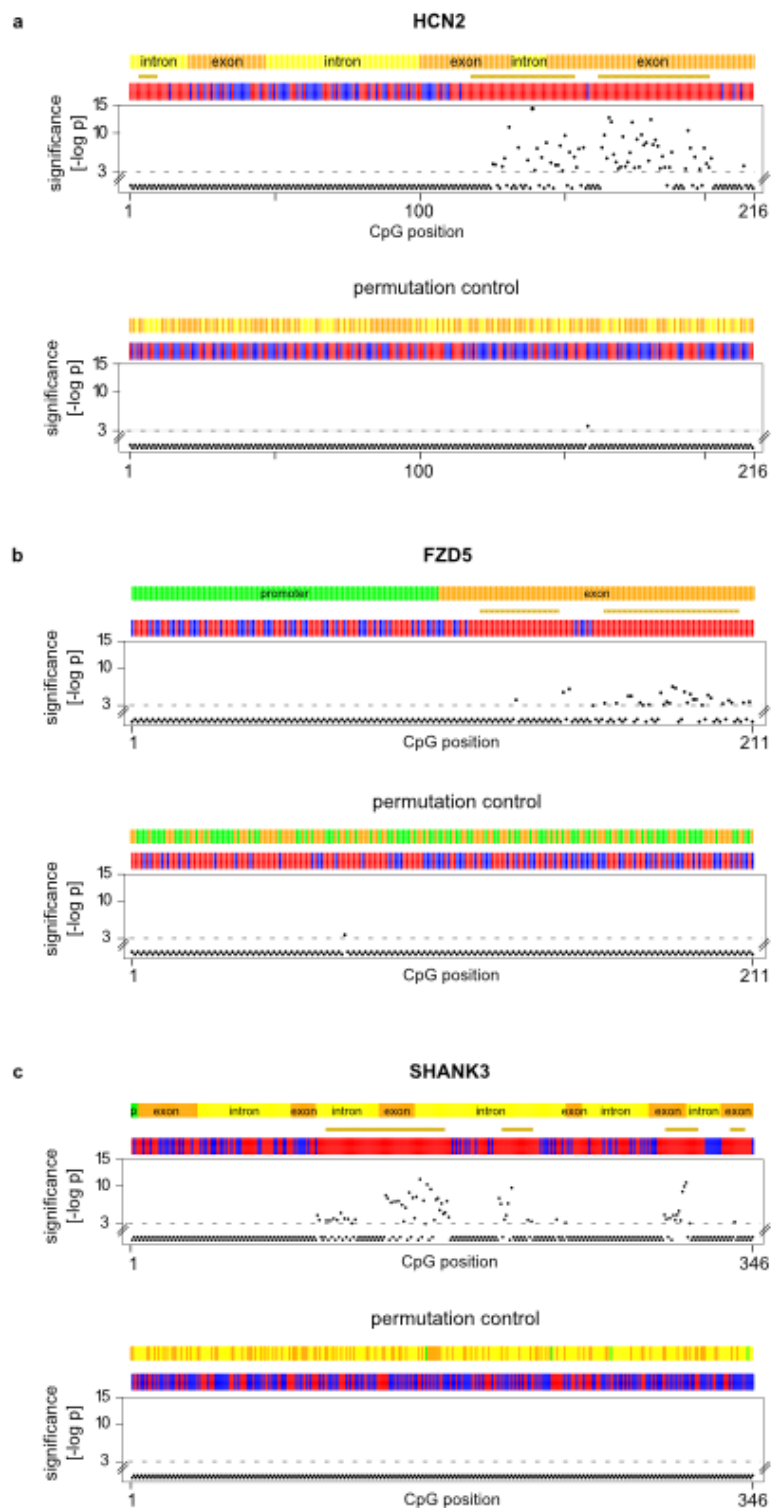 a
HCN2
intron exon intron exon intron exon
significance
[-log p]
15
10
3
1 100 216
CpG position
permutation control
significance
[-log p]
15
10
3
1 100 216
b
FZD5
promoter exon
significance
[-log p]
15
10
3
1 CpG position 211
permutation control
significance
[-log p]
15
10
3
1 CpG position 211
c
SHANK3
p exon intron exon intron exon intron exon intron exon intron exon
significance
[-log p]
15
10
3
1 CpG position 346
permutation control
significance
[-log p]
15
10
3
1 CpG position 346